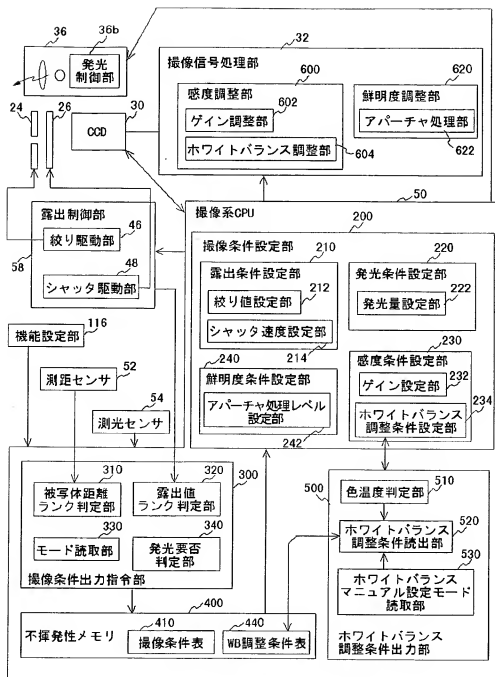 36
36b
発光
制御部
24
26
30
CCD
32
撮像信号処理部
600
感度調整部
602
ゲイン調整部
ホワイトバランス調整部
604
620
鮮明度調整部
アパーチャ処理部
622
50
撮像系CPU
200
撮像条件設定部
210
露出条件設定部
絞り値設定部
212
シャッタ速度設定部
214
220
発光条件設定部
発光量設定部
222
230
感度条件設定部
ゲイン設定部
232
234
ホワイトバランス
調整条件設定部
240
鮮明度条件設定部
アパーチャ処理レベル
設定部
242
露出制御部
46
絞り駆動部
58
48
シャッタ駆動部
116
機能設定部
52
測距センサ
54
測光センサ
300
310
被写体距離
ランク判定部
320
露出値
ランク判定部
330
モード読取部
340
発光要否
判定部
撮像条件出力指令部
400
不揮発性メモリ
410
撮像条件表
440
WB調整条件表
500
510
色温度判定部
520
ホワイトバランス
調整条件読出部
530
ホワイトバランス
マニュアル設定モード
読取部
ホワイトバランス
調整条件出力部